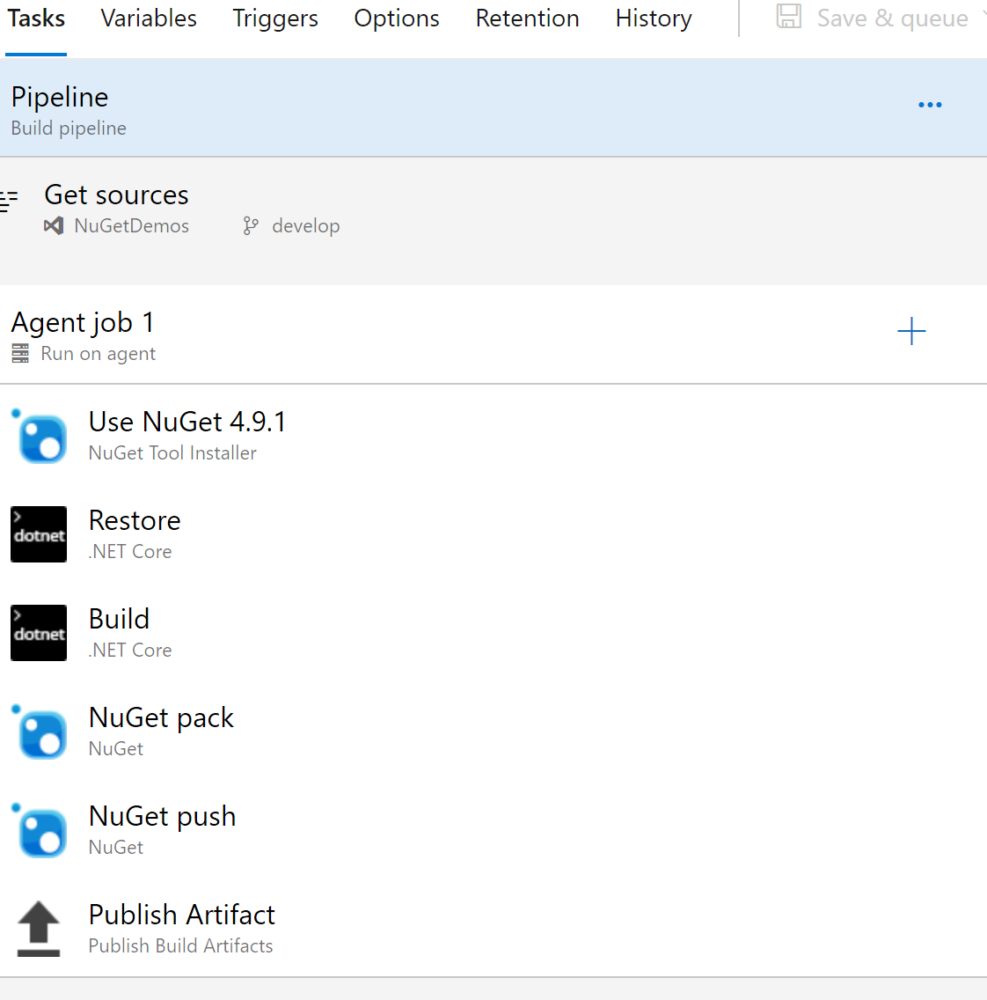 Tasks Variables Triggers Options Retention History Save & queue
Pipeline
Build pipeline
Get sources
NuGetDemos develop
Agent job 1
Run on agent
Use NuGet 4.9.1
NuGet Tool Installer
>
dotnet
Restore
.NET Core
>
dotnet
Build
.NET Core
NuGet pack
NuGet
NuGet push
NuGet
Publish Artifact
Publish Build Artifacts